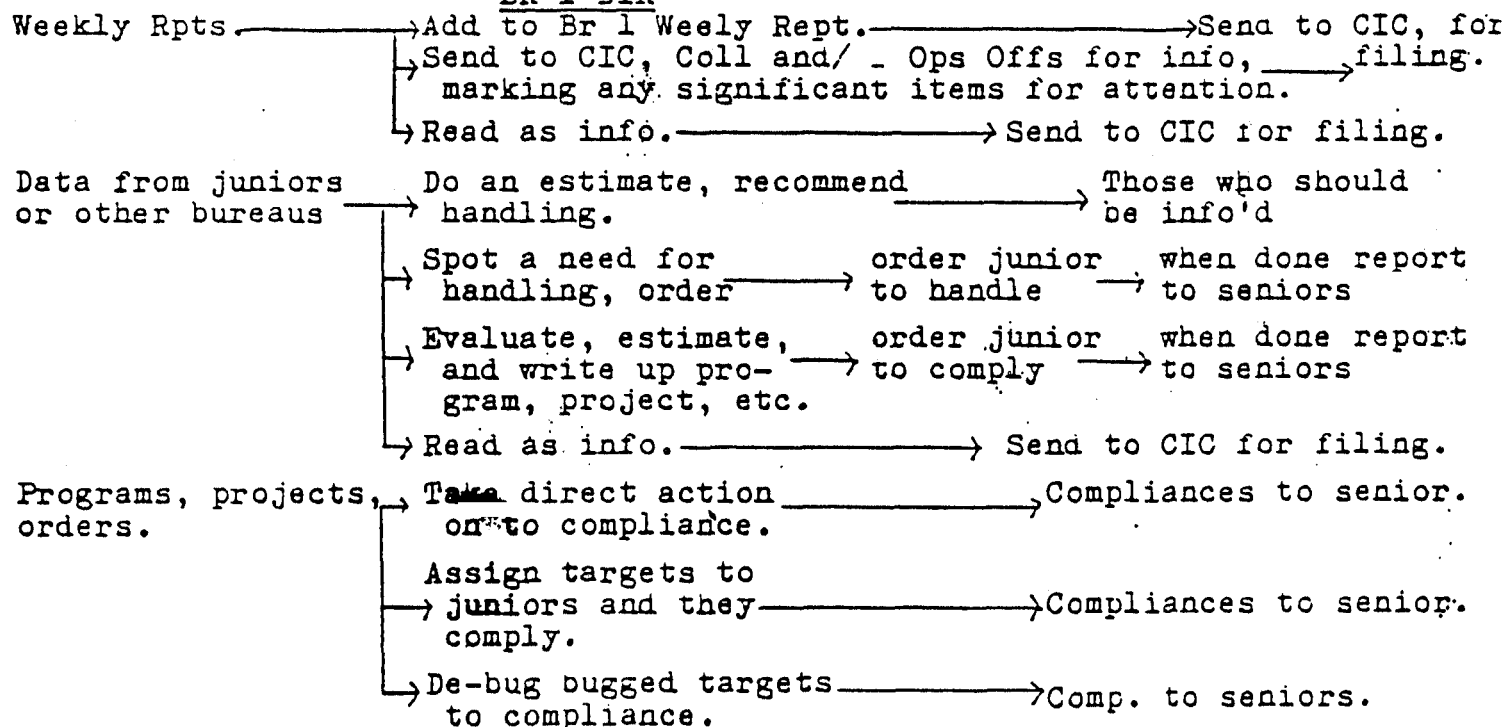 BR 1 DIR
Weekly Rpts. Add to Br 1 Weely Rept. Send to CIC, for
Send to CIC, Coll and/ _ Ops Offs for info, filing.
marking any significant items for attention.
Read as info. Send to CIC for filing.
Data from juniors Do an estimate, recommend Those who should
or other bureaus handling. be info'd
Spot a need for order junior when done report
handling, order to handle to seniors
Evaluate, estimate, order junior when done report
and write up pro- to comply to seniors
gram, project, etc.
Read as info. Send to CIC for filing.
Programs, projects, Take direct action Compliances to senior.
orders. on to compliance.
Assign targets to
juniors and they Compliances to senior.
comply.
De-bug bugged targets Comp. to seniors.
to compliance.